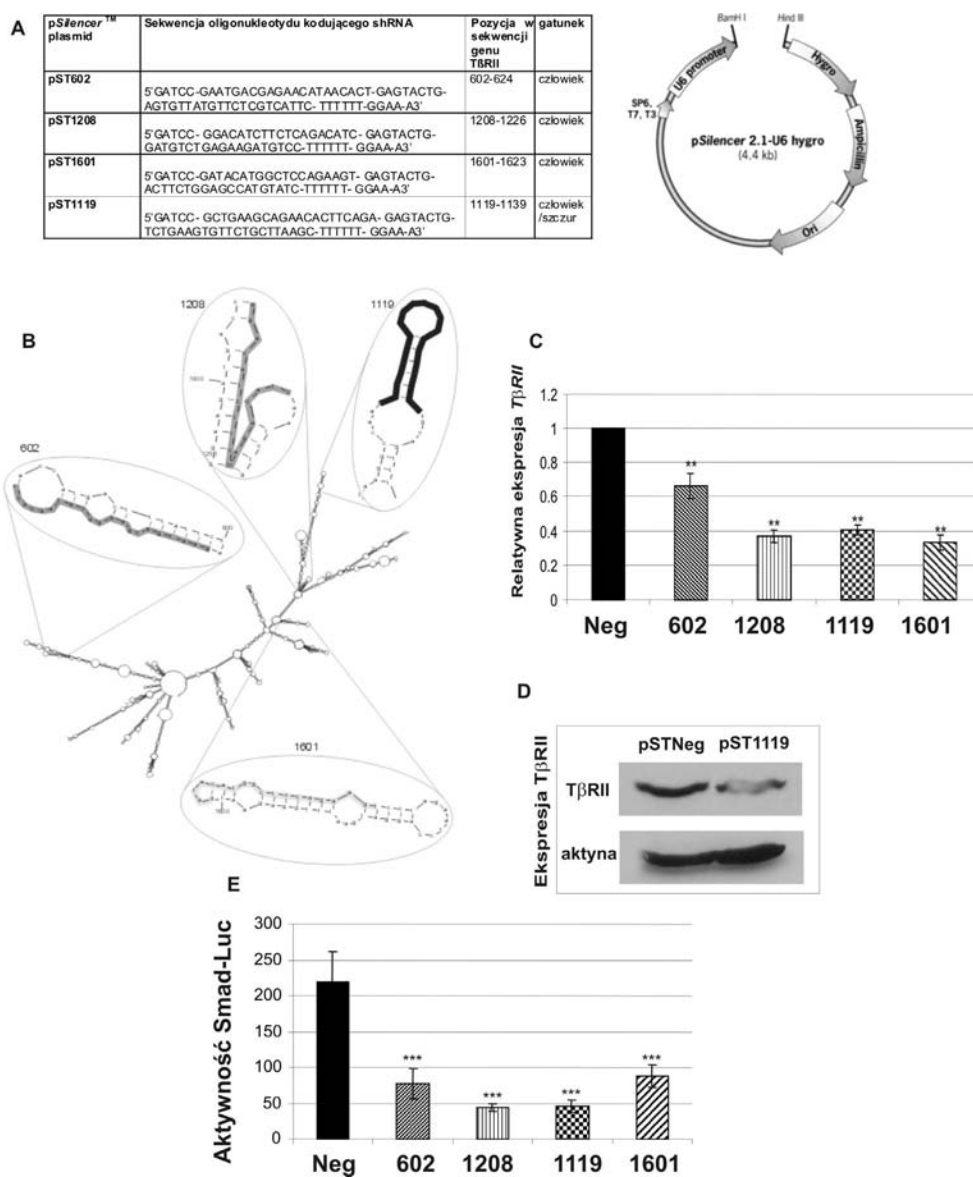 A
pSilencer ™ plasmid
Sekwencja oligonukleotydu kodującego shRNA
Pozycja w sekwencji genu TßRII
gatunek
pST602
5'GATCC-GAATGACGAGAACATAACACT-GAGTACTG-
AGTGTTATGTTCTCGTCATTC- TTTTTT-GGAA-A3'
602-624
człowiek
pST1208
5'GATCC- GGACATCTTCTCAGACATC- GAGTACTG-
GATGTCTGAGAAGATGTCC-TTTTTT- GGAA-A3'
1208-1226
człowiek
pST1601
5'GATCC-GATACATGGCTCCAGAAGT- GAGTACTG-
ACTTCTGGAGCCATGTATC-TTTTTT- GGAA-A3'
1601-1623
człowiek
pST1119
5'GATCC- GCTGAAGCAGAACACTTCAGA- GAGTACTG-
TCTGAAGTGTTCTGCTTAAGC- TTTTTT- GGAA-A3'
1119-1139
człowiek
/szczur
BamH I
Hind III
U6 promoter
Hygro
SP6,
T7, T3
Ampicillin
pSilencer 2.1-U6 hygro
(4.4 kb)
Ori
B
1208
1119
602
1601
C
Relatywna ekspresja TβRII
1.2
1
0.8
0.6
0.4
0.2
0
**
**
**
**
Neg
602
1208
1119
1601
D
Ekspresja TβRII
pSTNeg
pST1119
TβRII
aktyna
E
Aktywność Smad-Luc
300
250
200
150
100
50
0
***
***
***
***
Neg
602
1208
1119
1601